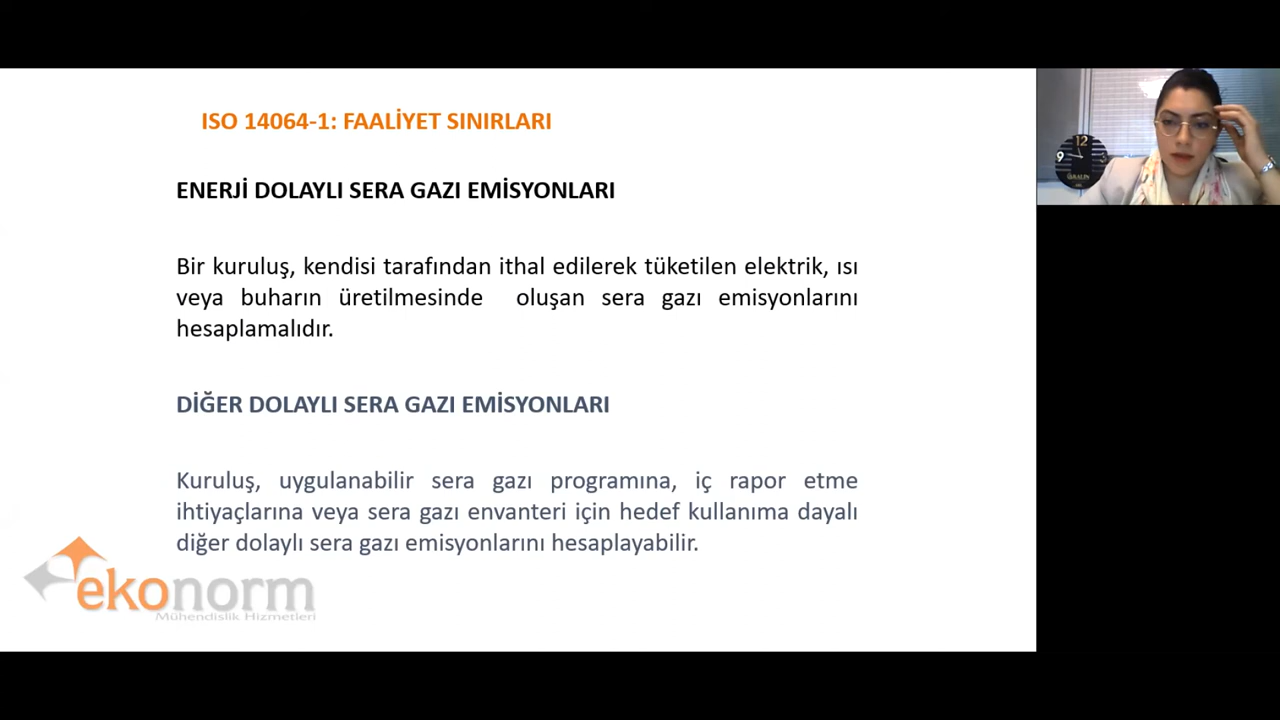 ISO 14064-1: FAALİYET SINIRLARI
ENERJİ DOLAYLI SERA GAZI EMİSYONLARI
Bir kuruluş, kendisi tarafından ithal edilerek tüketilen elektrik, ısı
veya buharın üretilmesinde oluşan sera gazı emisyonlarını
hesaplamalıdır.
DİĞER DOLAYLI SERA GAZI EMİSYONLARI
Kuruluş, uygulanabilir sera gazı programına, iç rapor etme
ihtiyaçlarına veya sera gazı envanteri için hedef kullanıma dayalı
diğer dolaylı sera gazı emisyonlarını hesaplayabilir.
ekonorm
Mühendislik Hizmetleri
12
9